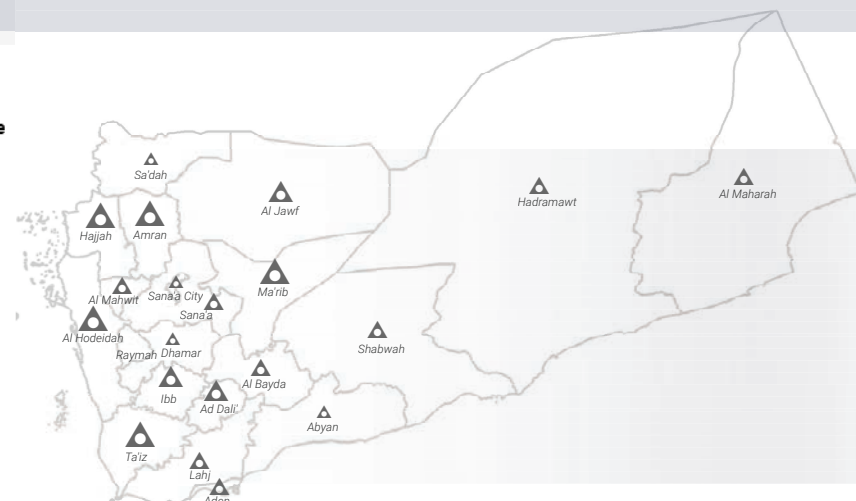 e
Sa'dah
Al Jawf
Hadramawt
Al Maharah
Hajjah
Amran
Ma'rib
Al Mahwit
Sana'a City
Sana'a
Al Hodeidah
Raymah
Dhamar
Shabwah
Al Bayda
Ibb
Ad Dali'
Abyan
Ta'iz
Lahj
Aden